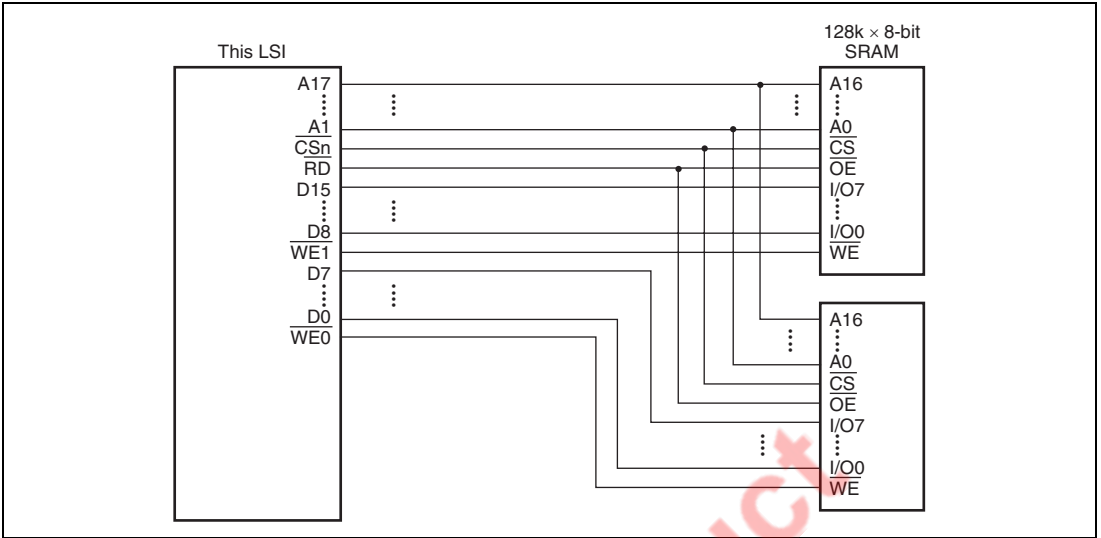 128k × 8-bit
SRAM
This LSI
A17
A1
CSn
RD
D15
D8
WE1
D7
D0
WE0
A16
A0
CS
OE
I/O7
I/O0
WE
A16
A0
CS
OE
I/O7
I/O0
WE
uct